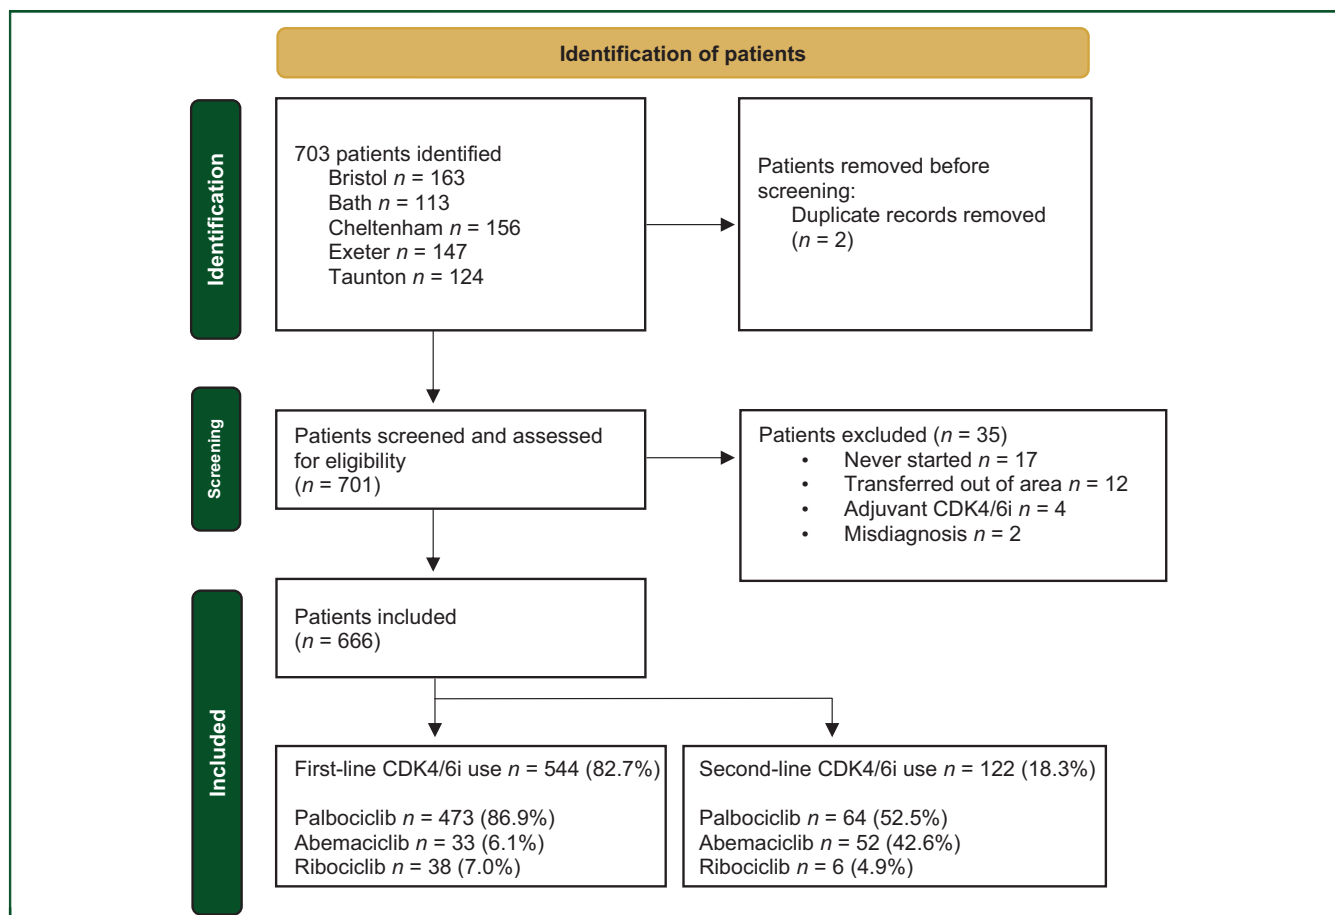 Identification of patients
Identification
703 patients identified
Bristol n = 163
Bath n = 113
Cheltenham n = 156
Exeter n = 147
Taunton n = 124
Patients removed before
screening:
Duplicate records removed
(n = 2)
Screening
Patients screened and assessed
for eligibility
(n = 701)
Patients excluded (n = 35)
• Never started n = 17
• Transferred out of area n = 12
• Adjuvant CDK4/6i n = 4
• Misdiagnosis n = 2
Included
Patients included
(n = 666)
First-line CDK4/6i use n = 544 (82.7%)
Palbociclib n = 473 (86.9%)
Abemaciclib n = 33 (6.1%)
Ribociclib n = 38 (7.0%)
Second-line CDK4/6i use n = 122 (18.3%)
Palbociclib n = 64 (52.5%)
Abemaciclib n = 52 (42.6%)
Ribociclib n = 6 (4.9%)